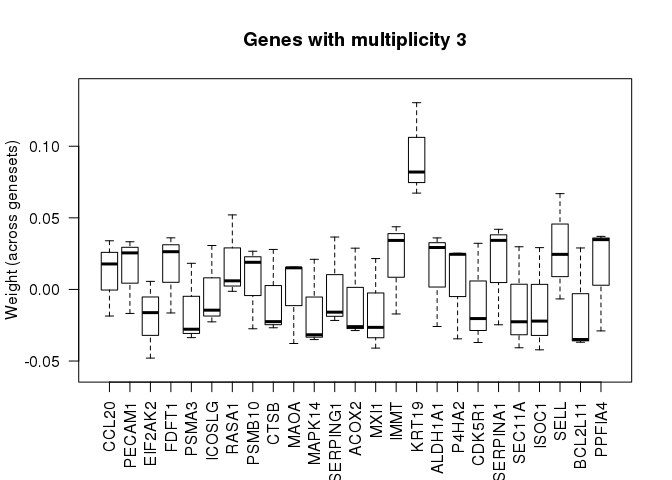 Genes with multiplicity 3
Weight (across genesets)
0.10
0.05
0.00
-0.05
CCL20
PECAM1
EIF2AK2
FDFT1
PSMA3
ICOSLG
RASA1
PSMB10
CTSB
MAOA
MAPK14
SERPING1
ACOX2
MXI1
IMMT
KRT19
ALDH1A1
P4HA2
CDK5R1
SERPINA1
SEC11A
ISOC1
SELL
BCL2L11
PPFIA4